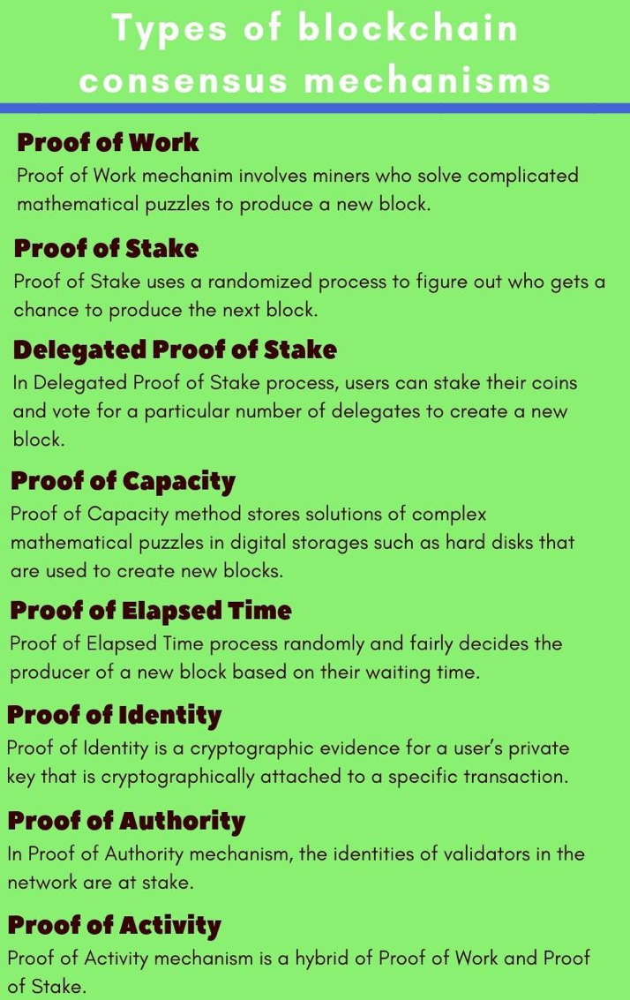 Types of blockchain
consensus mechanisms
Proof of Work
Proof of Work mechanim involves miners who solve complicated
mathematical puzzles to produce a new block.
Proof of Stake
Proof of Stake uses a randomized process to figure out who gets a
chance to produce the next block.
Delegated Proof of Stake
In Delegated Proof of Stake process, users can stake their coins
and vote for a particular number of delegates to create a new
block.
Proof of Capacity
Proof of Capacity method stores solutions of complex
mathematical puzzles in digital storages such as hard disks that
are used to create new blocks.
Proof of Elapsed Time
Proof of Elapsed Time process randomly and fairly decides the
producer of a new block based on their waiting time.
Proof of Identity
Proof of Identity is a cryptographic evidence for a user's private
key that is cryptographically attached to a specific transaction.
Proof of Authority
In Proof of Authority mechanism, the identities of validators in the
network are at stake.
Proof of Activity
Proof of Activity mechanism is a hybrid of Proof of Work and Proof
of Stake.